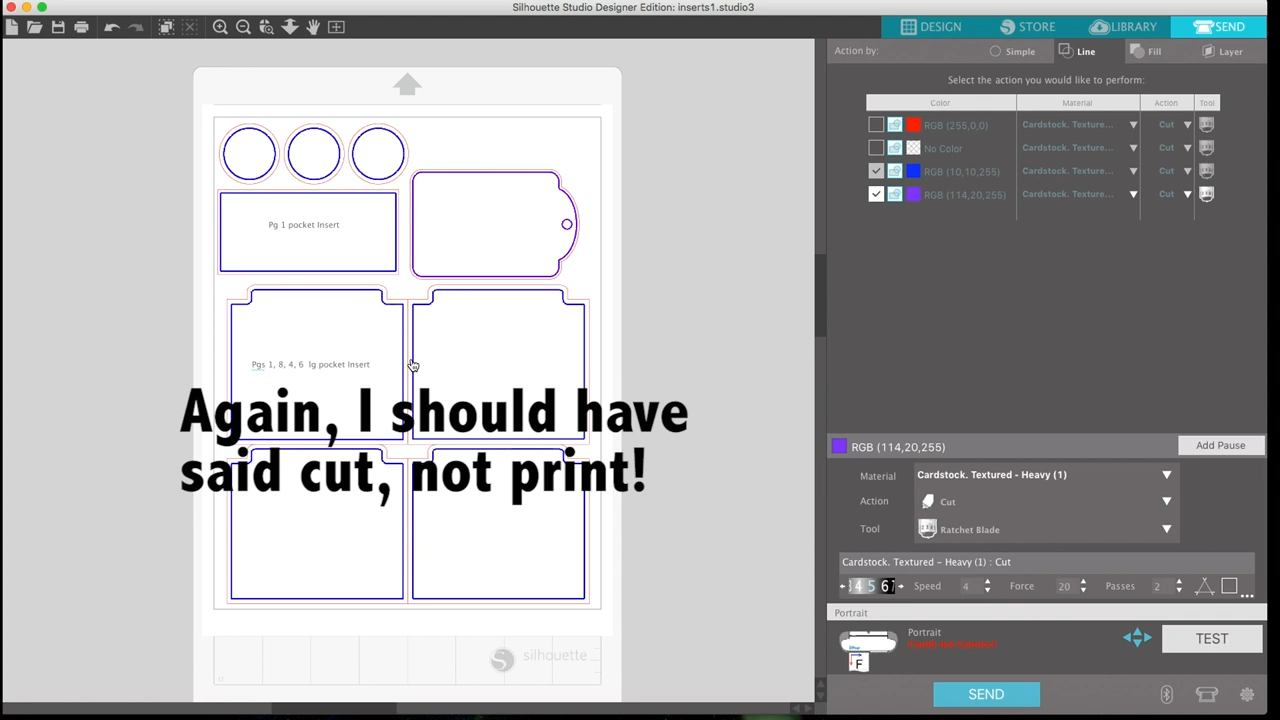 Silhouette Studio Designer Edition: inserts1.studio3
DESIGN
STORE
LIBRARY
SEND
Action by:
Simple
Line
Fill
Layer
Select the action you would like to perform:
Color
Material
Action
Tool
RGB (255,0,0)
Cardstock. Texture...
Cut
No Color
Cardstock. Texture...
Cut
RGB (10,10,255)
Cardstock. Texture...
Cut
RGB (114,20,255)
Cardstock. Texture...
Cut
Pg 1 pocket Insert
Pgs 1, 8, 4, 6 lg pocket Insert
Again, I should have
said cut, not print!
RGB (114,20,255)
Add Pause
Material
Cardstock. Textured - Heavy (1)
Action
Cut
Tool
Ratchet Blade
Cardstock. Textured - Heavy (1) : Cut
4 5 6
Speed
4
Force
20
Passes
2
...
Portrait
Portrait
F
TEST
SEND
silhouette